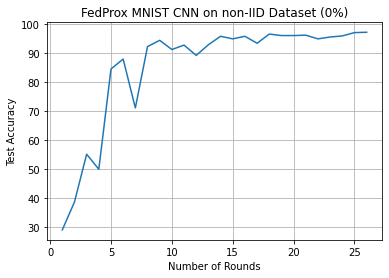 FedProx MNIST CNN on non-IID Dataset (0%)
100
90
80
70
60
50
40
30
Test Accuracy
0 5 10 15 20 25
Number of Rounds